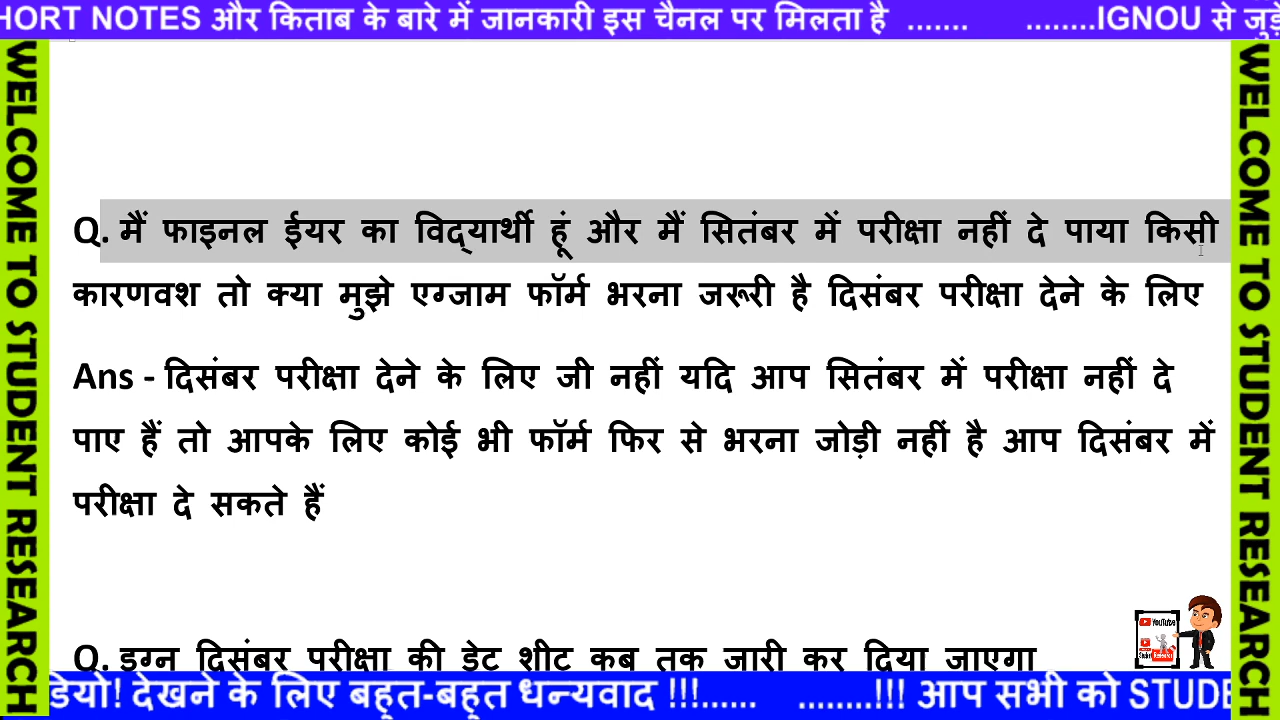 HORT NOTES और किताब के बारे में जानकारी इस चैनल पर मिलता है ....... ........IGNOU से जुड़े
WELCOME TO STUDENT RESEARCH
WELCOME TO STUDENT RESEARCH
Q. मैं फाइनल ईयर का विद्यार्थी हूं और मैं सितंबर में परीक्षा नहीं दे पाया किसी
कारणवश तो क्या मुझे एग्जाम फॉर्म भरना जरूरी है दिसंबर परीक्षा देने के लिए
Ans - दिसंबर परीक्षा देने के लिए जी नहीं यदि आप सितंबर में परीक्षा नहीं दे
पाए हैं तो आपके लिए कोई भी फॉर्म फिर से भरना जोड़ी नहीं है आप दिसंबर में
परीक्षा दे सकते हैं
Q. इग्नू दिसंबर परीक्षा की डेट शीट कब तक जारी कर दिया जाएगा
YouTube
डियो! देखने के लिए बहुत-बहुत धन्यवाद !!!...... ........!!! आप सभी को STUDE